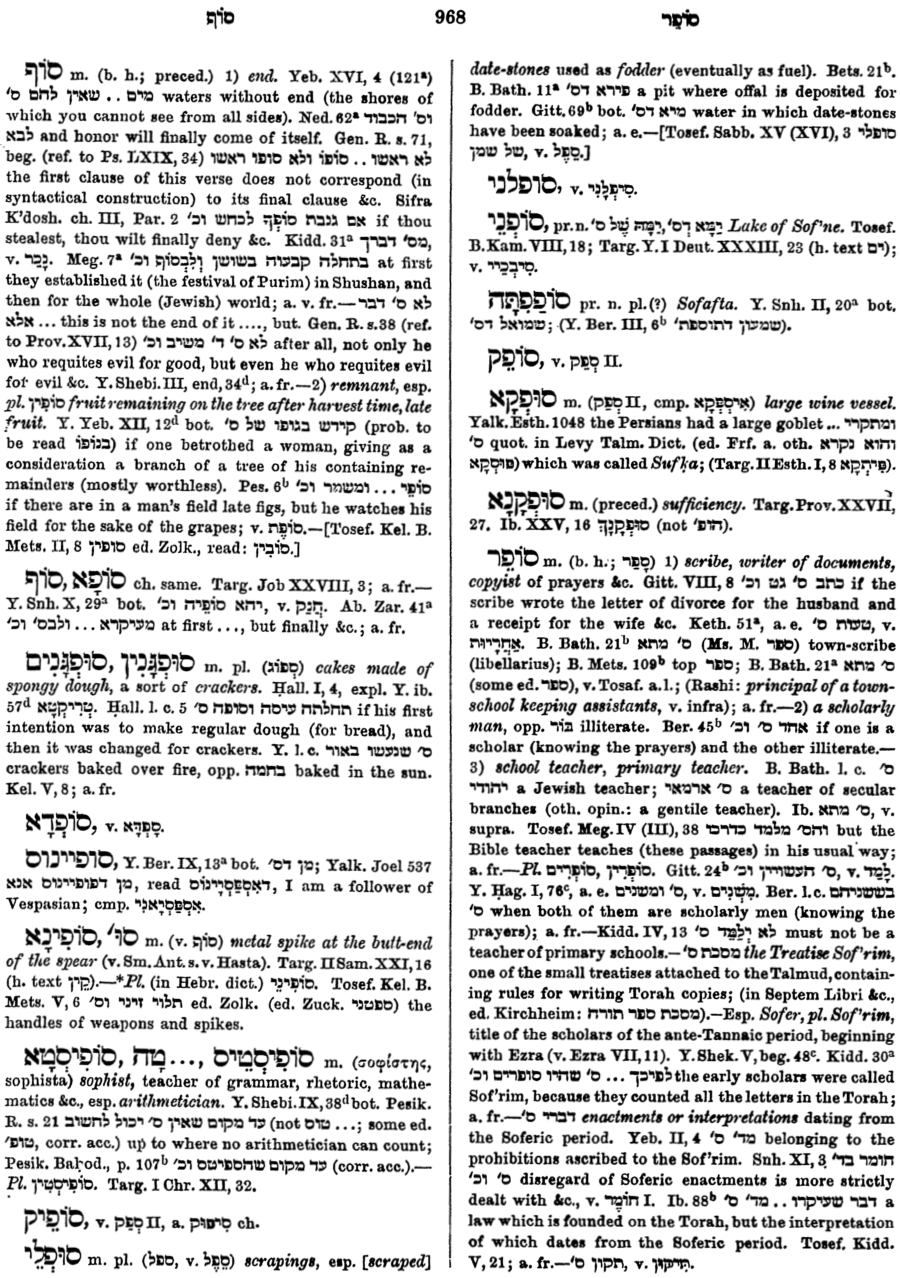 סוֹף 968 סוֹפֵר
סוֹף m. (b. h.; preced.) 1) end. Yeb. XVI, 4 (121ª)
מים .. שאין להם ס׳ waters without end (the shores of
which you cannot see from all sides). Ned. 62ª וס׳ הכבוד
לבא and honor will finally come of itself. Gen. R. s. 71,
beg. (ref. to Ps. LXIX, 34) לא ראשו .. סופו ולא סופו ראשו
the first clause of this verse does not correspond (in
syntactical construction) to its final clause &c. Sifra
K'dosh. ch. III, Par. 2 אם גנבת סוֹפְךָ לכחש וכ׳ if thou
stealest, thou wilt finally deny &c. Kidd. 31ª מס׳ דברך,
v. נָכַר. Meg. 7ª בתחלה קבעוה בשושן וּלְבַסּוֹף וכ׳ at first
they established it (the festival of Purim) in Shushan, and
then for the whole (Jewish) world; a. v. fr.— לא ס׳ דבר
אלא ... this is not the end of it ...., but. Gen. R. s. 38 (ref.
to Prov. XVII, 13) לא ס׳ ד׳ משיב וכ׳ after all, not only he
who requites evil for good, but even he who requites evil
for evil &c. Y. Shebi. III, end, 34ᵈ; a. fr.—2) remnant, esp.
pl. סוֹפִין fruit remaining on the tree after harvest time, late
fruit. Y. Yeb. XII, 12ᵈ bot. קידש בגופו של ס׳ (prob. to
be read בנופו) if one betrothed a woman, giving as a
consideration a branch of a tree of his containing re-
mainders (mostly worthless). Pes. 6ᵇ סוֹפֵי ... ומשמר וכ׳
if there are in a man's field late figs, but he watches his
field for the sake of the grapes; v. סוֹפֶת.—[Tosef. Kel. B.
Mets. II, 8 סופין ed. Zolk., read: סוֹבִין.]
סוֹף, סוֹפָא ch. same. Targ. Job XXVIII, 3; a. fr.—
Y. Snh. X, 29ª bot. יהא סופיה וכ׳, v. חֲנַק. Ab. Zar. 41ª
מעיקרא ... ולבס׳ וכ׳ at first ..., but finally &c.; a. fr.
סוּפְגָּנִין, סוּפְגָּנִים m. pl. (סְפוֹג) cakes made of
spongy dough, a sort of crackers. Ḥall. I, 4, expl. Y. ib.
57ᵈ טְרִיקְטָא. Ḥall. l. c. 5 תחלתה עיסה וסופה ס׳ if his first
intention was to make regular dough (for bread), and
then it was changed for crackers. Y. l. c. ס׳ שנעשו באור
crackers baked over fire, opp. בחמה baked in the sun.
Kel. V, 8; a. fr.
סוֹפְדָא, v. סָפְדָּא.
סופיינוס, Y. Ber. IX, 13ª bot. מן דס׳; Yalk. Joel 537
מן דפופיינוס אנא, read דְאַסְפַּסְיָינוֹס, I am a follower of
Vespasian; cmp. אַסְפַּסְיָאנֵי.
סוֹפִינָא, סוּ׳ m. (v. סוֹף) metal spike at the butt-end
of the spear (v. Sm. Ant. s. v. Hasta). Targ. II Sam. XXI, 16
(h. text קֵין).—*Pl. (in Hebr. dict.) סוֹפִינֵי. Tosef. Kel. B.
Mets. V, 6 תלוי זיני וס׳ ed. Zolk. (ed. Zuck. ספטני) the
handles of weapons and spikes.
סוֹפִיסְטֵיס, ...טָה, סוֹפִיסְטָא m. (σοφίστης,
sophista) sophist, teacher of grammar, rhetoric, mathe-
matics &c., esp. arithmetician. Y. Shebi. IX, 38ᵈ bot. Pesik.
R. s. 21 עד מקום שאין ס׳ יכול לחשוב (not טוס ...; some ed.
טופ׳, corr. acc.) up to where no arithmetician can count;
Pesik. Baḥod., p. 107ᵇ עד מקום שהספיטס וכ׳ (corr. acc.).—
Pl. סוֹפִיסְטִין. Targ. I Chr. XII, 32.
סוֹפֵיק, v. סְפַק II, a. סִיפּוּק ch.
סוּפְלֵי m. pl. (ספל, v. סֵפֶל) scrapings, esp. [scraped]
date-stones used as fodder (eventually as fuel). Bets. 21ᵇ.
B. Bath. 11ª פירא דס׳ a pit where offal is deposited for
fodder. Gitt. 69ᵇ bot. מיא דס׳ water in which date-stones
have been soaked; a. e.—[Tosef. Sabb. XV (XVI), 3 סופלי
של שמן, v. סֵפֶל.]
סופלני, v. סִיפְלָנֵי.
סוֹפְנֵי, pr. n. יַמָּא דְס׳, יַמָּהּ שֶׁל ס׳ Lake of Sof'ne. Tosef.
B. Kam. VIII, 18; Targ. Y. I Deut. XXXIII, 23 (h. text ים);
v. סִיבְכַיי.
סוֹפַפְתָּה pr. n. pl. (?) Sofafta. Y. Snh. II, 20ª bot.
שמואל דס׳; (Y. Ber. III, 6ᵇ שמעון דתוספת׳).
סוֹפֵק, v. סְפַק II.
סוּפְקָא m. (סְפַק II, cmp. אִיסְפְּקָא) large wine vessel.
Yalk. Esth. 1048 the Persians had a large goblet ... ומתקרי
ס׳ quot. in Levy Talm. Dict. (ed. Frf. a. oth. והוא נקרא
פוּסְקָא) which was called Sufḳa; (Targ. II Esth. I, 8 פִּיתְקָא).
סוּפְקָנָא m. (preced.) sufficiency. Targ. Prov. XXVII,
27. Ib. XXV, 16 סוּפְקָנָךְ (not חופ׳).
סוֹפֵר m. (b. h.; סָפַר) 1) scribe, writer of documents,
copyist of prayers &c. Gitt. VIII, 8 כתב ס׳ גט וכ׳ if the
scribe wrote the letter of divorce for the husband and
a receipt for the wife &c. Keth. 51ª, a. e. טעות ס׳, v.
אַחֲרָיוּת. B. Bath. 21ᵇ ס׳ מתא (Ms. M. ספר) town-scribe
(libellarius); B. Mets. 109ᵇ top ספר; B. Bath. 21ª ס׳ מתא
(some ed. ספר), v. Tosaf. a. l.; (Rashi: principal of a town-
school keeping assistants, v. infra); a. fr.—2) a scholarly
man, opp. בּוֹר illiterate. Ber. 45ᵇ אחד ס׳ וכ׳ if one is a
scholar (knowing the prayers) and the other illiterate.—
3) school teacher, primary teacher. B. Bath. l. c. ס׳
יהודי a Jewish teacher; ס׳ ארמאי a teacher of secular
branches (oth. opin.: a gentile teacher). Ib. ס׳ מתא, v.
supra. Tosef. Meg. IV (III), 38 והס׳ מלמד כדרכו but the
Bible teacher teaches (these passages) in his usual way;
a. fr.—Pl. סוֹפְרִים, סוֹפְרִין. Gitt. 24ᵇ ס׳ העשויין וכ׳, v. לָמַד.
Y. Ḥag. I, 76ᶜ, a. e. ס׳ ומשנים, v. מַשְׁנִים. Ber. l. c. בששניהם
ס׳ when both of them are scholarly men (knowing the
prayers); a. fr.—Kidd. IV, 13 לא יְלַמֵּד ס׳ must not be a
teacher of primary schools.—מסכת ס׳ the Treatise Sof'rim,
one of the small treatises attached to the Talmud, contain-
ing rules for writing Torah copies; (in Septem Libri &c.,
ed. Kirchheim: מסכת ספר תורה).—Esp. Sofer, pl. Sof'rim,
title of the scholars of the ante-Tannaic period, beginning
with Ezra (v. Ezra VII, 11). Y. Shek. V, beg. 48ᶜ. Kidd. 30ª
לפיכך ... ס׳ שהיו סופרים וכ׳ the early scholars were called
Sof'rim, because they counted all the letters in the Torah;
a. fr.—דברי ס׳ enactments or interpretations dating from
the Soferic period. Yeb. II, 4 מד׳ ס׳ belonging to the
prohibitions ascribed to the Sof'rim. Snh. XI, 3 חומר בד׳
ס׳ וכ׳ disregard of Soferic enactments is more strictly
dealt with &c., v. חוֹמֶר I. Ib. 88ᵇ דבר שעיקרו .. מד׳ ס׳ a
law which is founded on the Torah, but the interpretation
of which dates from the Soferic period. Tosef. Kidd.
V, 21; a. fr.—תקון ס׳, v. תִּיקּוּן.